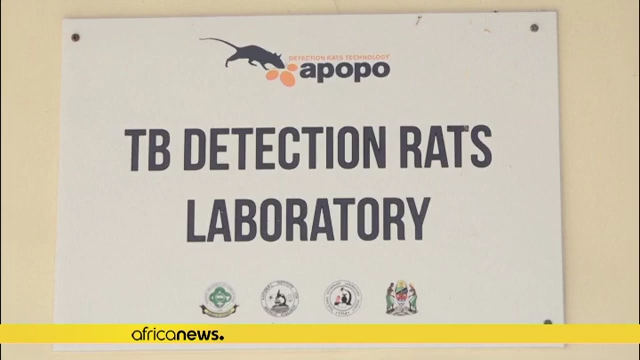 DETECTION RATS TECHNOLOGY
apopo
TB DETECTION RATS
LABORATORY
africanews.